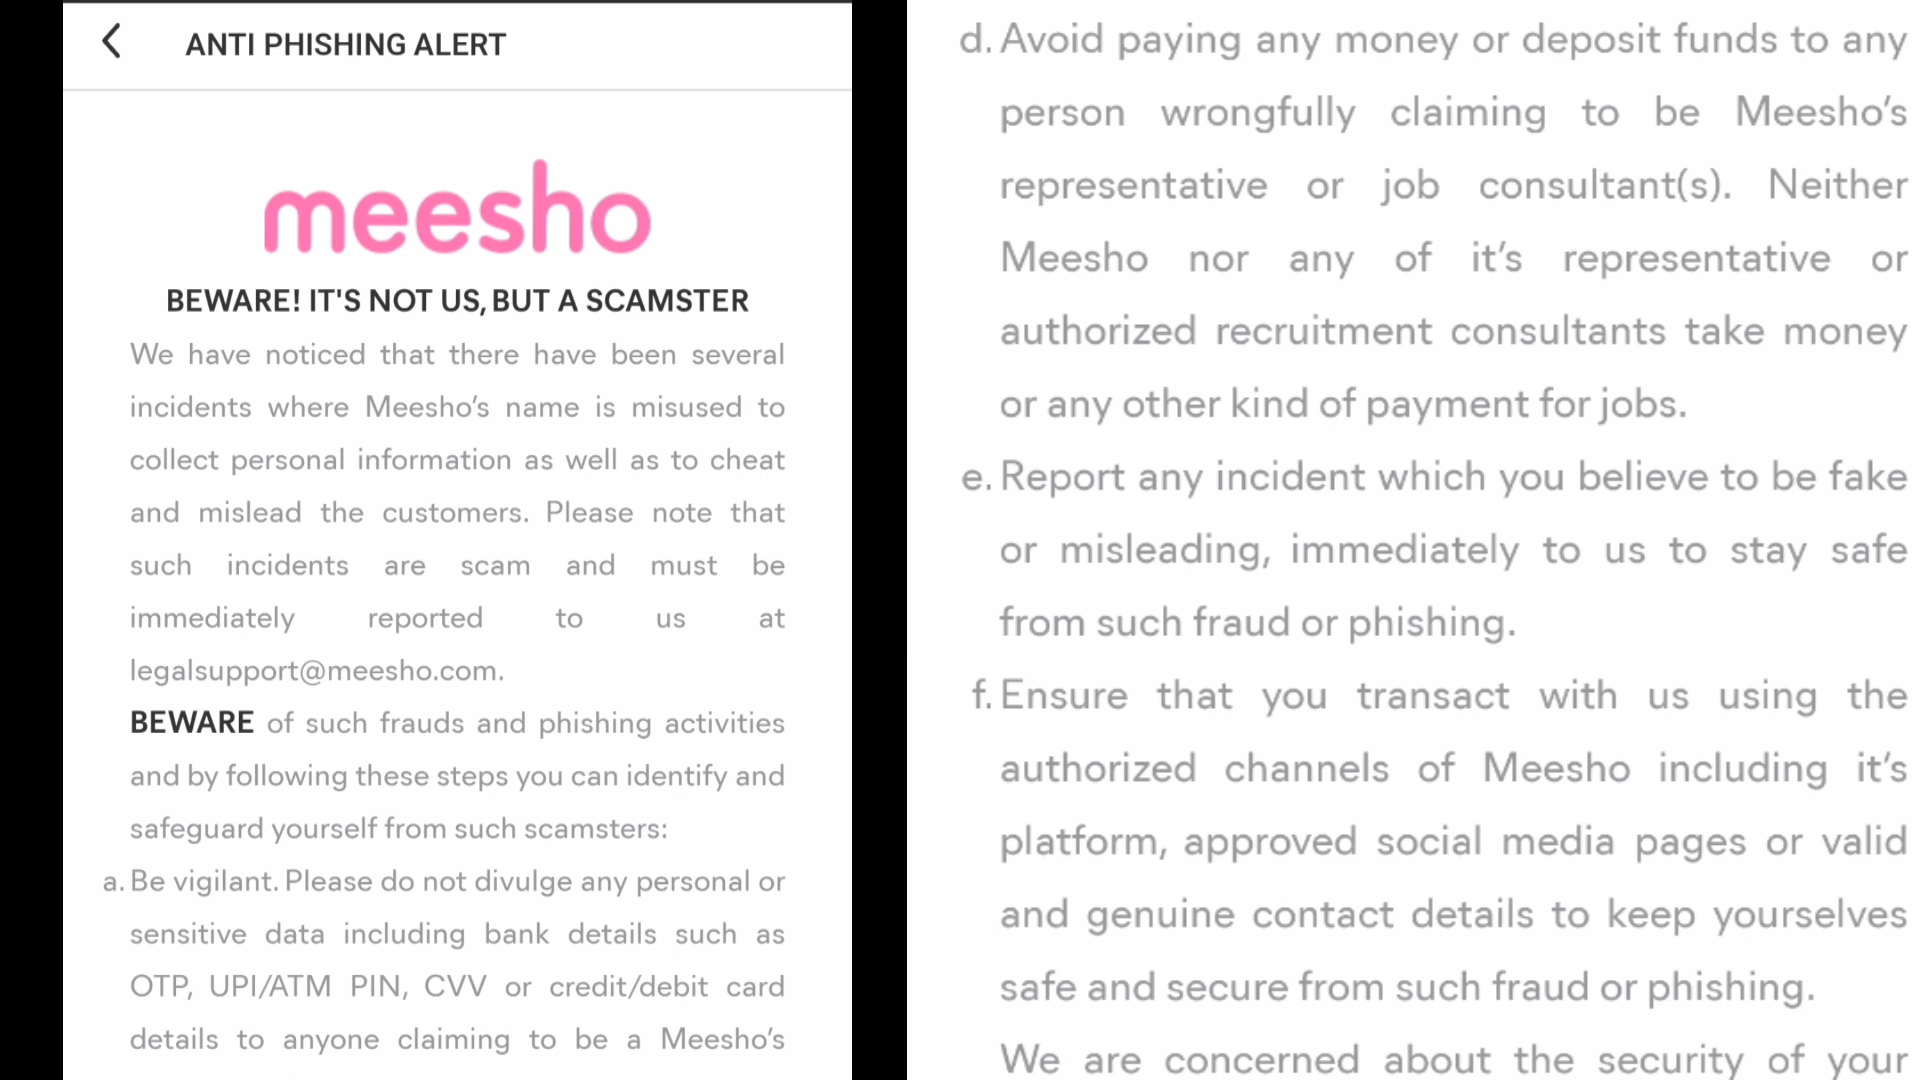 ANTI PHISHING ALERT
meesho
BEWARE! IT'S NOT US, BUT A SCAMSTER
We have noticed that there have been several
incidents where Meesho’s name is misused to
collect personal information as well as to cheat
and mislead the customers. Please note that
such incidents are scam and must be
immediately reported to us at
legalsupport@meesho.com.
BEWARE of such frauds and phishing activities
and by following these steps you can identify and
safeguard yourself from such scamsters:
a. Be vigilant. Please do not divulge any personal or
sensitive data including bank details such as
OTP, UPI/ATM PIN, CVV or credit/debit card
details to anyone claiming to be a Meesho’s
d. Avoid paying any money or deposit funds to any
person wrongfully claiming to be Meesho’s
representative or job consultant(s). Neither
Meesho nor any of it’s representative or
authorized recruitment consultants take money
or any other kind of payment for jobs.
e. Report any incident which you believe to be fake
or misleading, immediately to us to stay safe
from such fraud or phishing.
f. Ensure that you transact with us using the
authorized channels of Meesho including it’s
platform, approved social media pages or valid
and genuine contact details to keep yourselves
safe and secure from such fraud or phishing.
We are concerned about the security of your